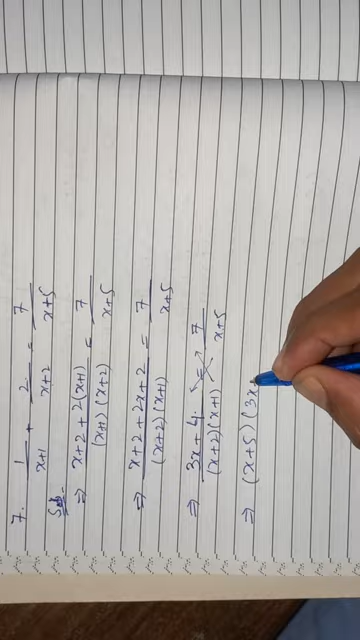 7. 1/(x+1) + 2/(x+2) = 7/(x+5)
Sol-
⇒ (x+2+2(x+1))/((x+1)(x+2)) = 7/(x+5)
⇒ (x+2+2x+2)/((x+2)(x+1)) = 7/(x+5)
⇒ (3x+4)/((x+2)(x+1)) = 7/(x+5)
⇒ (x+5)(3x